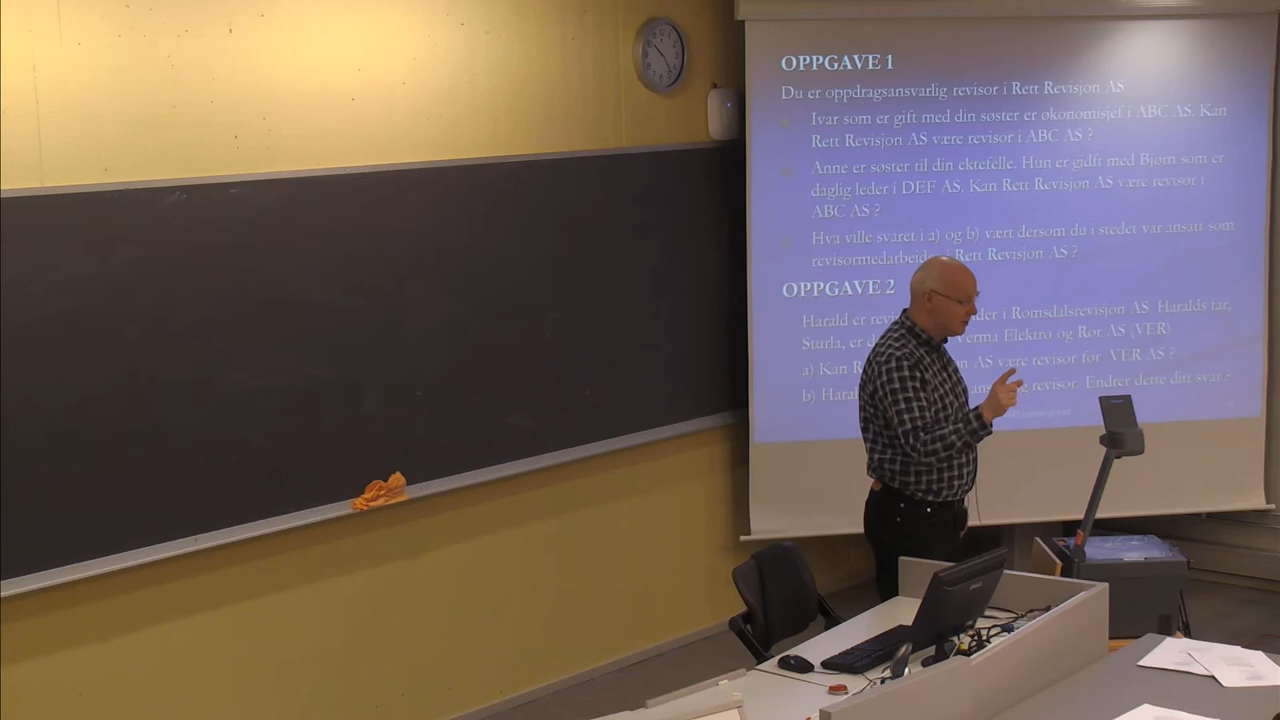 OPPGAVE 1
Du er oppdragsansvarlig revisor i Rett Revisjon AS
Ivar som er gift med din søster er økonomisjef i ABC AS. Kan
Rett Revisjon AS være revisor i ABC AS ?
Anne er søster til din ektefelle. Hun er gidft med Bjørn som er
daglig leder i DEF AS. Kan Rett Revisjon AS være revisor i
ABC AS ?
Hva ville svaret i a) og b) vært dersom du i stedet var ansatt som
revisormedarbeider i Rett Revisjon AS ?
OPPGAVE 2
Harald er i Romsdalsrevisjon AS. Haralds far,
Sturla, er Verma Elektro og Rør AS (VER)
a) Kan AS være revisor for VER AS ?
b) revisor. Endrer dette ditt svar ?